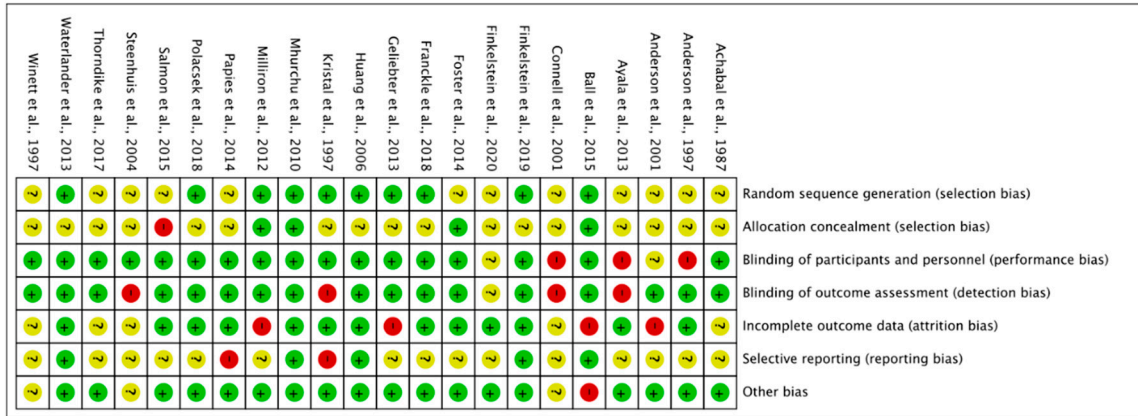 Winett et al., 1997
Waterlander et al., 2013
Thorndike et al., 2017
Steenhuis et al., 2004
Salmon et al., 2015
Polacsek et al., 2018
Papies et al., 2014
Milliron et al., 2012
Mhurchu et al., 2010
Kristal et al., 1997
Huang et al., 2006
Geliebter et al., 2013
Franckle et al., 2018
Foster et al., 2014
Finkelstein et al., 2020
Finkelstein et al., 2019
Connell et al., 2001
Ball et al., 2015
Ayala et al., 2013
Anderson et al., 2001
Anderson et al., 1997
Achabal et al., 1987
? + ? ? ? + ? + + + + + + ? ? + ? + ? ? ? ? Random sequence generation (selection bias)
? ? ? ? - ? ? + + ? ? ? ? + ? ? ? + ? ? ? ? Allocation concealment (selection bias)
+ + + + + + + + + + + + + + ? + - + - ? - + Blinding of participants and personnel (performance bias)
+ + + - + + + + + - + + + + ? + - + - + + + Blinding of outcome assessment (detection bias)
? + ? ? + + + - + + + - + + + + ? - + - + ? Incomplete outcome data (attrition bias)
? + ? ? ? ? - ? + - + ? ? ? ? + ? + ? ? ? ? Selective reporting (reporting bias)
? + + ? + + + + + + + + + + + + ? - + + + + Other bias